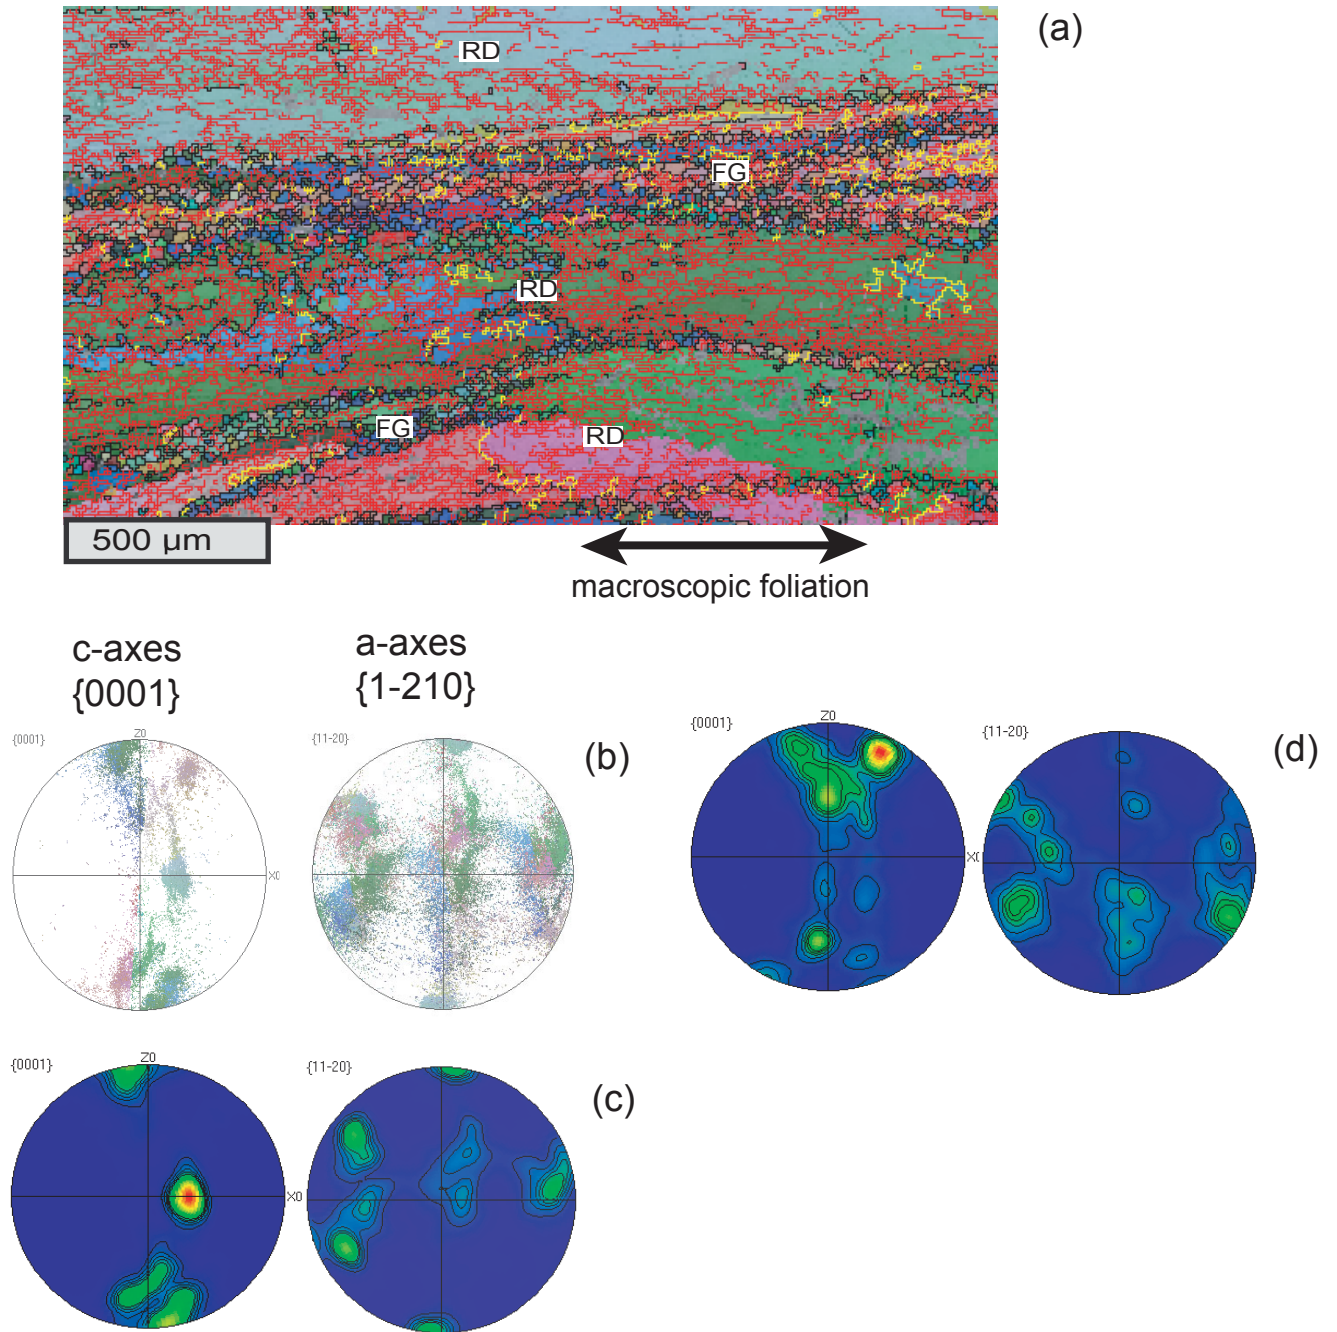 (a)
RD
FG
RD
FG
RD
500 µm
macroscopic foliation
c-axes
{0001}
a-axes
{1-210}
{0001}
Z0
X0
{11-20}
(b)
{0001}
Z0
X0
{11-20}
(d)
{0001}
Z0
X0
{11-20}
(c)